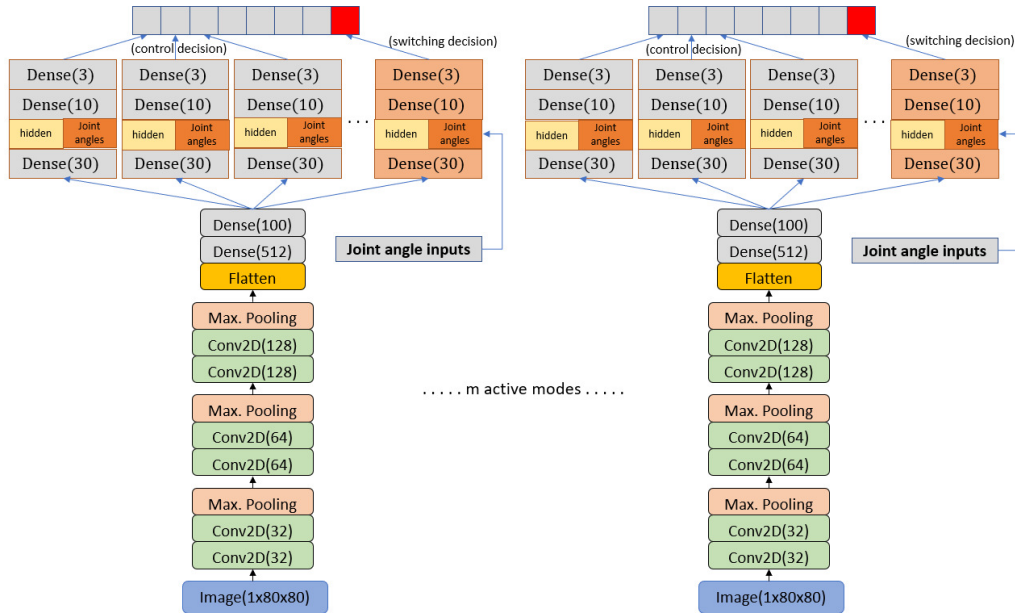 (control decision)
(switching decision)
Dense(3)
Dense(3)
Dense(3)
Dense(3)
Dense(10)
Dense(10)
Dense(10)
Dense(10)
hidden
Joint angles
hidden
Joint angles
hidden
Joint angles
. . .
hidden
Joint angles
Dense(30)
Dense(30)
Dense(30)
Dense(30)
Dense(100)
Dense(512)
Flatten
Joint angle inputs
Max. Pooling
Conv2D(128)
Conv2D(128)
Max. Pooling
Conv2D(64)
Conv2D(64)
Max. Pooling
Conv2D(32)
Conv2D(32)
Image(1x80x80)
. . . . . m active modes . . . . .
(control decision)
(switching decision)
Dense(3)
Dense(3)
Dense(3)
Dense(3)
Dense(10)
Dense(10)
Dense(10)
Dense(10)
hidden
Joint angles
hidden
Joint angles
hidden
Joint angles
. . .
hidden
Joint angles
Dense(30)
Dense(30)
Dense(30)
Dense(30)
Dense(100)
Dense(512)
Flatten
Joint angle inputs
Max. Pooling
Conv2D(128)
Conv2D(128)
Max. Pooling
Conv2D(64)
Conv2D(64)
Max. Pooling
Conv2D(32)
Conv2D(32)
Image(1x80x80)